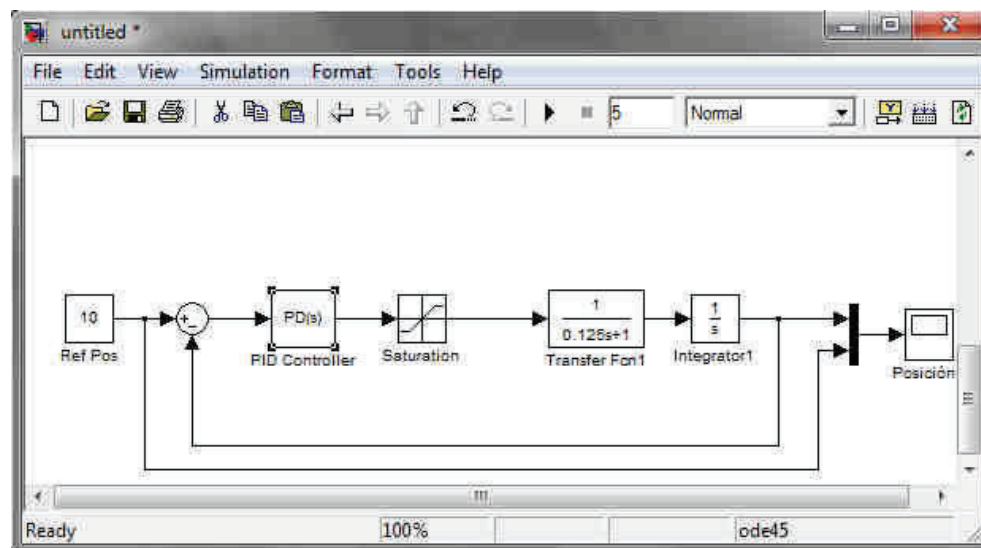 untitled *
File Edit View Simulation Format Tools Help
5 Normal
10
Ref Pos
+
-
PD(s)
PID Controller
Saturation
1
0.125s+1
Transfer Fcn1
1
s
Integrator1
Posición
Ready 100% ode45